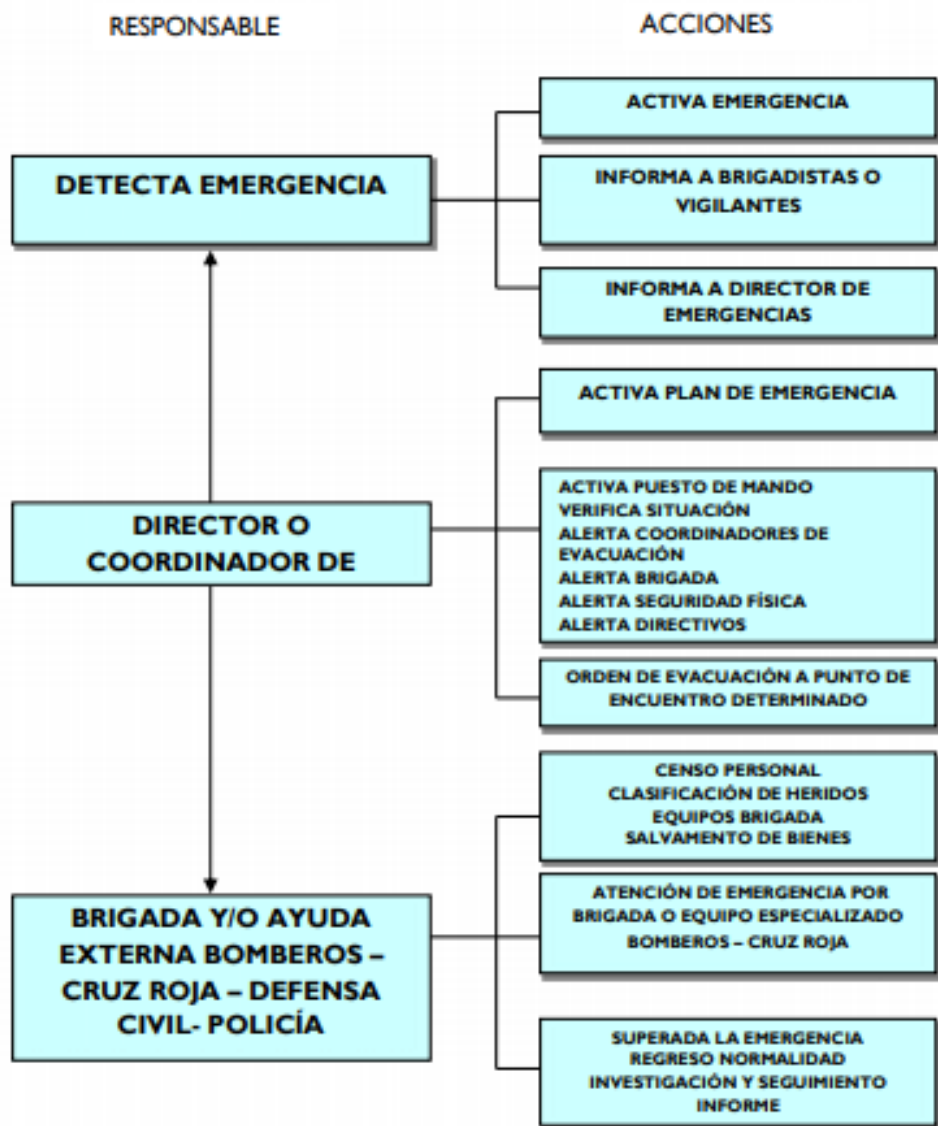 RESPONSABLE
ACCIONES
DETECTA EMERGENCIA
ACTIVA EMERGENCIA
INFORMA A BRIGADISTAS O
VIGILANTES
INFORMA A DIRECTOR DE
EMERGENCIAS
DIRECTOR O
COORDINADOR DE
ACTIVA PLAN DE EMERGENCIA
ACTIVA PUESTO DE MANDO
VERIFICA SITUACIÓN
ALERTA COORDINADORES DE
EVACUACIÓN
ALERTA BRIGADA
ALERTA SEGURIDAD FÍSICA
ALERTA DIRECTIVOS
ORDEN DE EVACUACIÓN A PUNTO DE
ENCUENTRO DETERMINADO
BRIGADA Y/O AYUDA
EXTERNA BOMBEROS –
CRUZ ROJA – DEFENSA
CIVIL- POLICÍA
CENSO PERSONAL
CLASIFICACIÓN DE HERIDOS
EQUIPOS BRIGADA
SALVAMENTO DE BIENES
ATENCIÓN DE EMERGENCIA POR
BRIGADA O EQUIPO ESPECIALIZADO
BOMBEROS – CRUZ ROJA
SUPERADA LA EMERGENCIA
REGRESO NORMALIDAD
INVESTIGACIÓN Y SEGUIMIENTO
INFORME